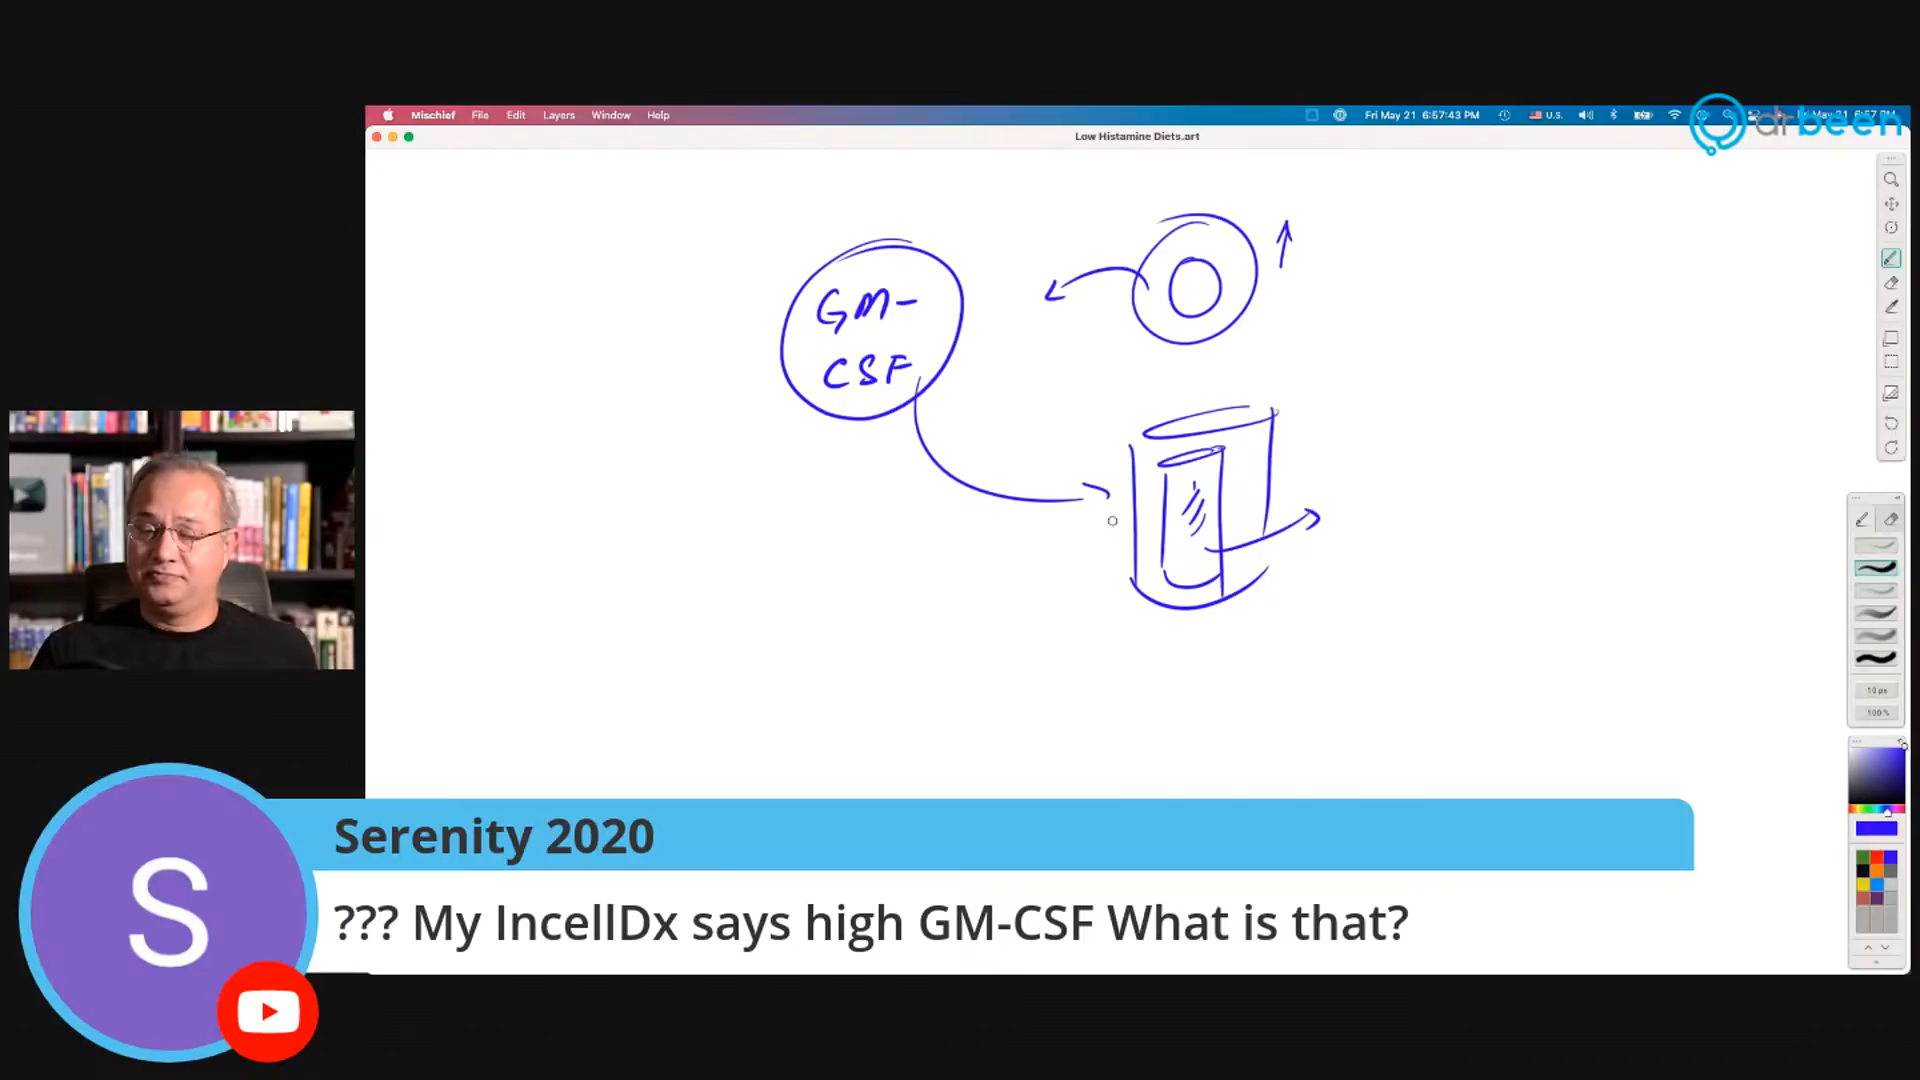 Mischief File Edit Layers Window Help
Fri May 21 6:57:43 PM
U.S.
drbeen
Low Histamine Diets.art
GM-
CSF
10 px
100%
S
Serenity 2020
??? My IncellDx says high GM-CSF What is that?